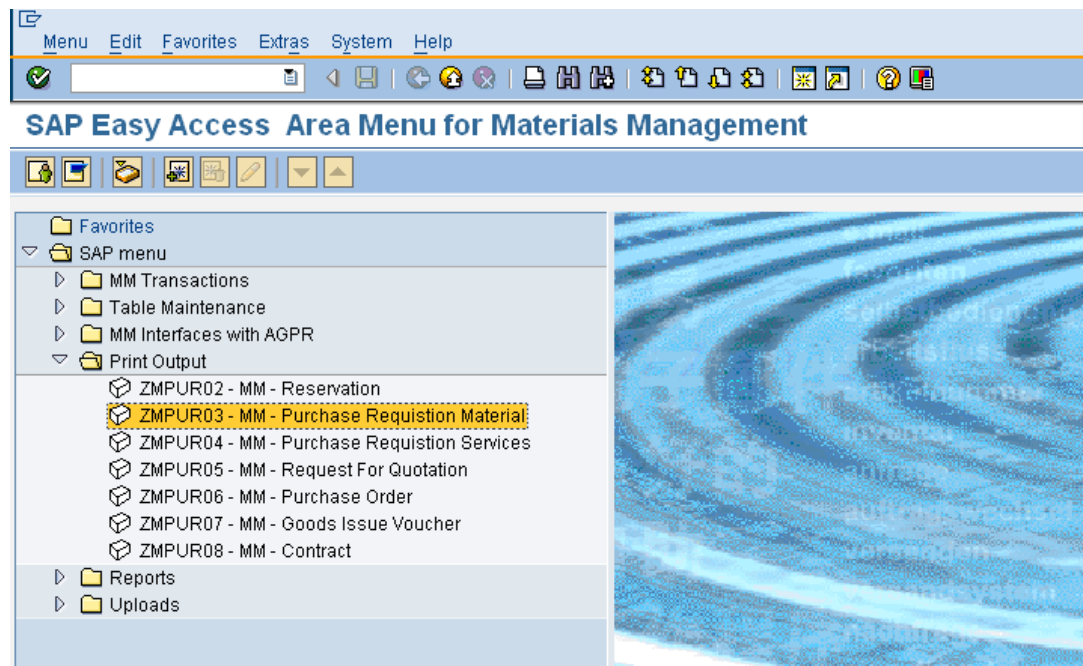 Menu Edit Favorites Extras System Help
SAP Easy Access Area Menu for Materials Management
Favorites
SAP menu
MM Transactions
Table Maintenance
MM Interfaces with AGPR
Print Output
ZMPUR02 - MM - Reservation
ZMPUR03 - MM - Purchase Requistion Material
ZMPUR04 - MM - Purchase Requistion Services
ZMPUR05 - MM - Request For Quotation
ZMPUR06 - MM - Purchase Order
ZMPUR07 - MM - Goods Issue Voucher
ZMPUR08 - MM - Contract
Reports
Uploads
favoriten